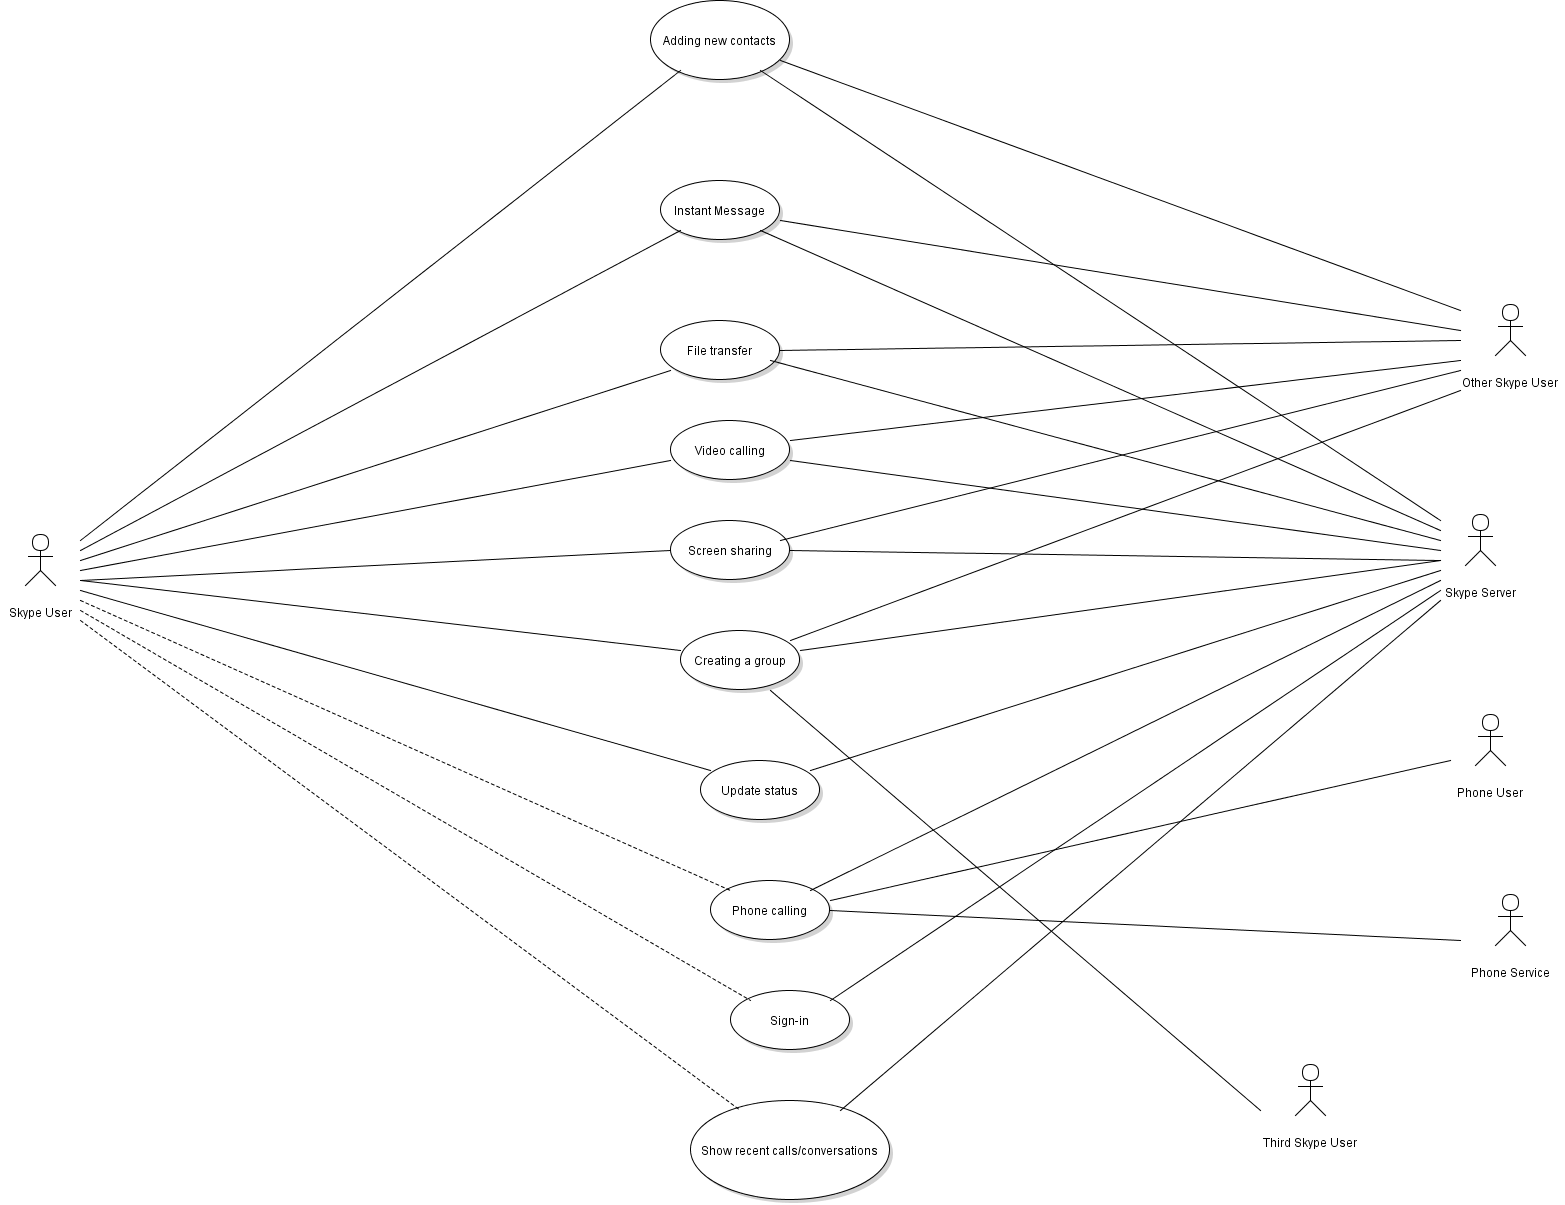 Adding new contacts
Instant Message
File transfer
Other Skype User
Video calling
Screen sharing
Skype Server
Skype User
Creating a group
Update status
Phone User
Phone calling
Phone Service
Sign-in
Third Skype User
Show recent calls/conversations